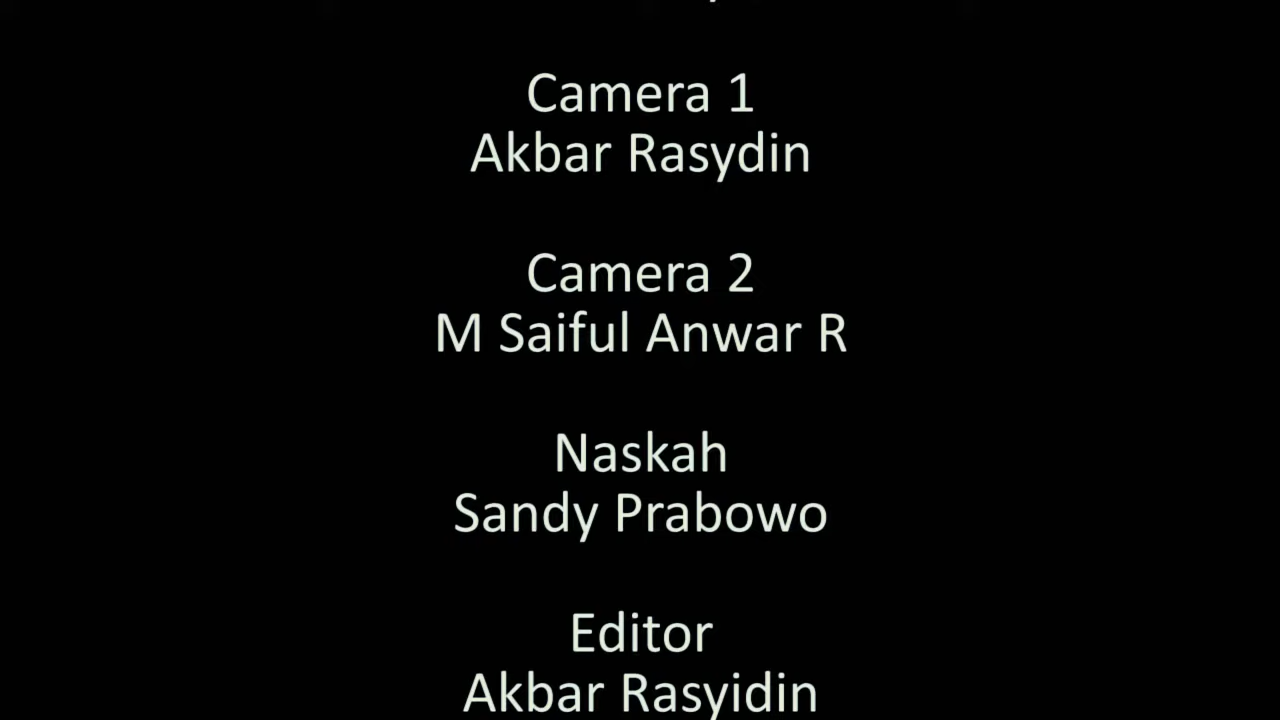 Camera 1
Akbar Rasydin
Camera 2
M Saiful Anwar R
Naskah
Sandy Prabowo
Editor
Akbar Rasyidin